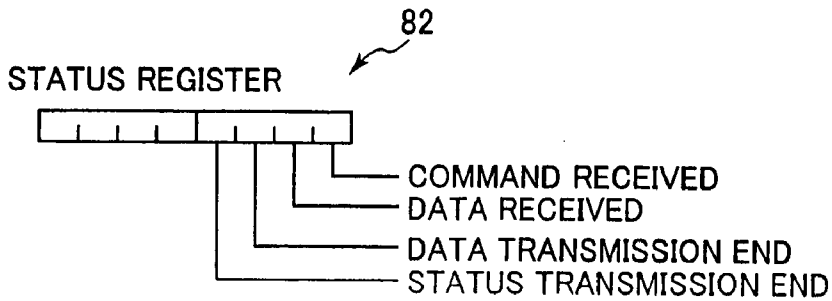 82
STATUS REGISTER
COMMAND RECEIVED
DATA RECEIVED
DATA TRANSMISSION END
STATUS TRANSMISSION END